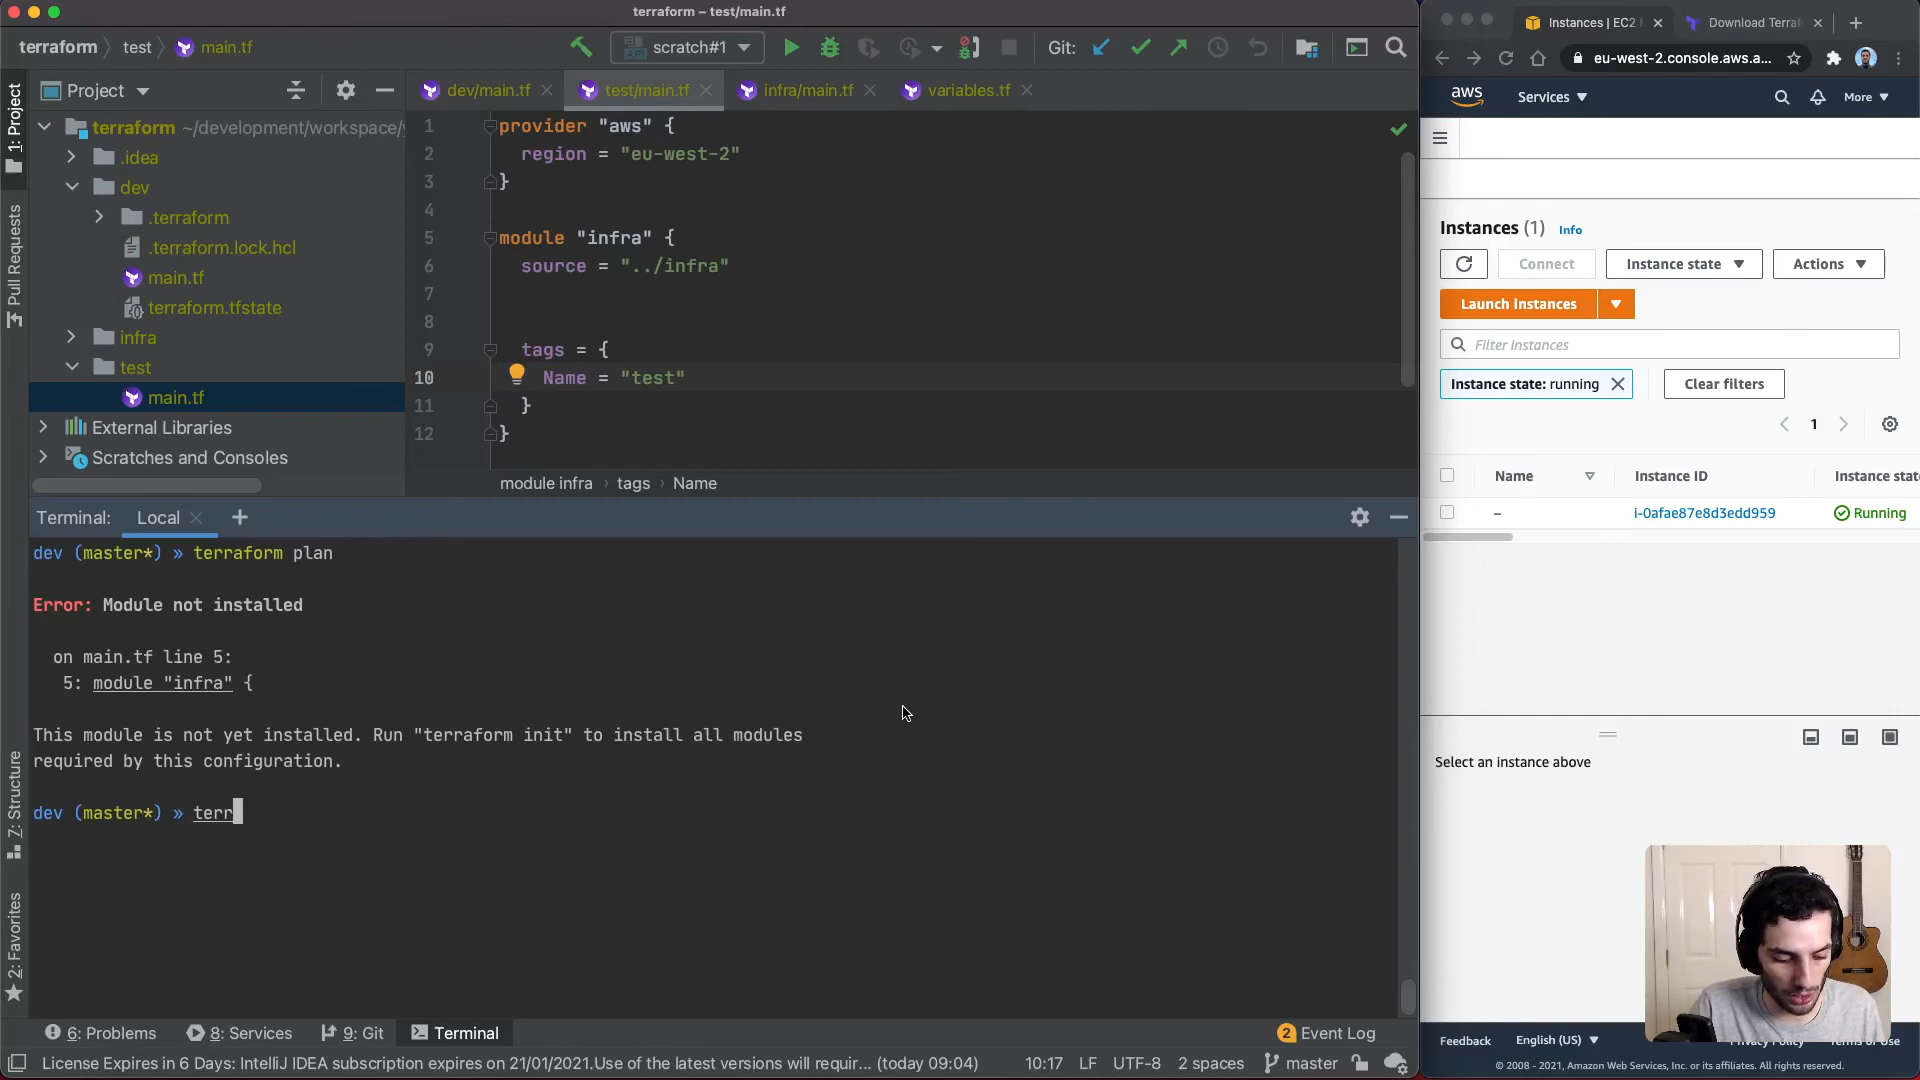 terraform – test/main.tf
terraform
test
main.tf
scratch#1
Git:
1: Project
Project
dev/main.tf
test/main.tf
infra/main.tf
variables.tf
terraform ~/development/workspace/y
.idea
dev
.terraform
.terraform.lock.hcl
main.tf
terraform.tfstate
infra
test
main.tf
External Libraries
Scratches and Consoles
Pull Requests
7: Structure
2: Favorites
1 provider "aws" {
2 region = "eu-west-2"
3 }
4
5 module "infra" {
6 source = "../infra"
7
8
9 tags = {
10 Name = "test"
11 }
12 }
module infra › tags › Name
Terminal: Local
dev (master*) » terraform plan
Error: Module not installed
on main.tf line 5:
5: module "infra" {
This module is not yet installed. Run "terraform init" to install all modules
required by this configuration.
dev (master*) » terr
6: Problems
8: Services
9: Git
Terminal
2 Event Log
License Expires in 6 Days: IntelliJ IDEA subscription expires on 21/01/2021.Use of the latest versions will requir... (today 09:04)
10:17 LF UTF-8 2 spaces master
Instances | EC2
Download Terraf
eu-west-2.console.aws.a...
aws
Services
More
Instances (1) Info
Connect
Instance state
Actions
Launch instances
Filter instances
Instance state: running
Clear filters
1
Name
Instance ID
Instance stat
–
i-0afae87e8d3edd959
Running
Select an instance above
Feedback
English (US)
Privacy Policy
Terms of Use
© 2008 - 2021, Amazon Web Services, Inc. or its affiliates. All rights reserved.